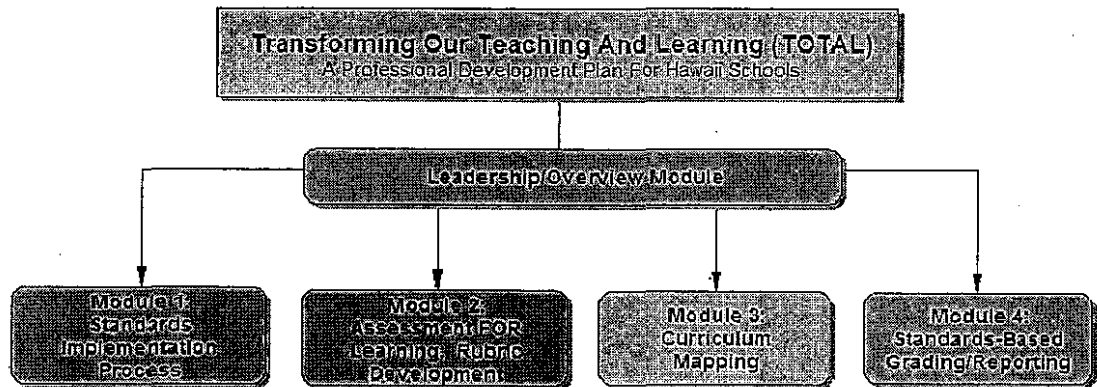 Transforming Our Teaching And Learning (TOTAL)
A Professional Development Plan For Hawaii Schools
Leadership/Overview Module
Module 1:
Standards
Implementation
Process
Module 2:
Assessment FOR
Learning; Rubric
Development
Module 3:
Curriculum
Mapping
Module 4:
Standards-Based
Grading/Reporting